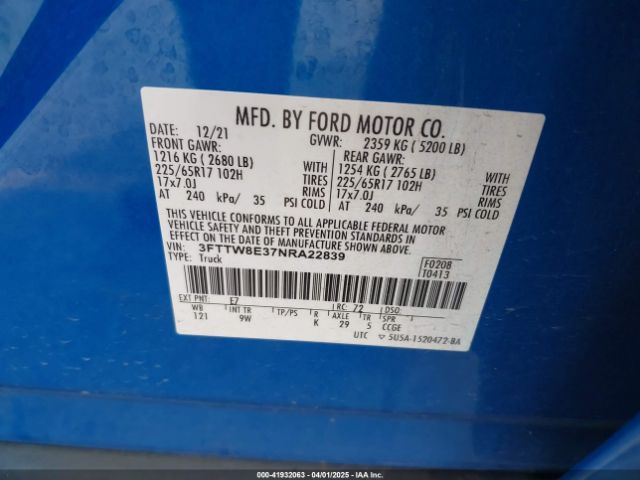 MFD. BY FORD MOTOR CO.
DATE: 12/21 GVWR: 2359 KG ( 5200 LB)
FRONT GAWR: REAR GAWR:
1216 KG ( 2680 LB) WITH 1254 KG ( 2765 LB) WITH
225/65R17 102H TIRES 225/65R17 102H TIRES
17x7.0J RIMS 17x7.0J RIMS
AT 240 kPa/ 35 PSI COLD AT 240 kPa/ 35 PSI COLD
THIS VEHICLE CONFORMS TO ALL APPLICABLE FEDERAL MOTOR
VEHICLE SAFETY AND THEFT PREVENTION STANDARDS IN EFFECT
ON THE DATE OF MANUFACTURE SHOWN ABOVE.
VIN: 3FTTW8E37NRA22839
TYPE: Truck
F0208
T0413
EXT PNT: E7 RC: 72 DSO:
WB INT TR TP/PS R AXLE TR SPR
121 9W K 29 5 CCGE
UTC ▽ 5U5A-1520472-BA
000-41932063 - 04/01/2025 - IAA Inc.